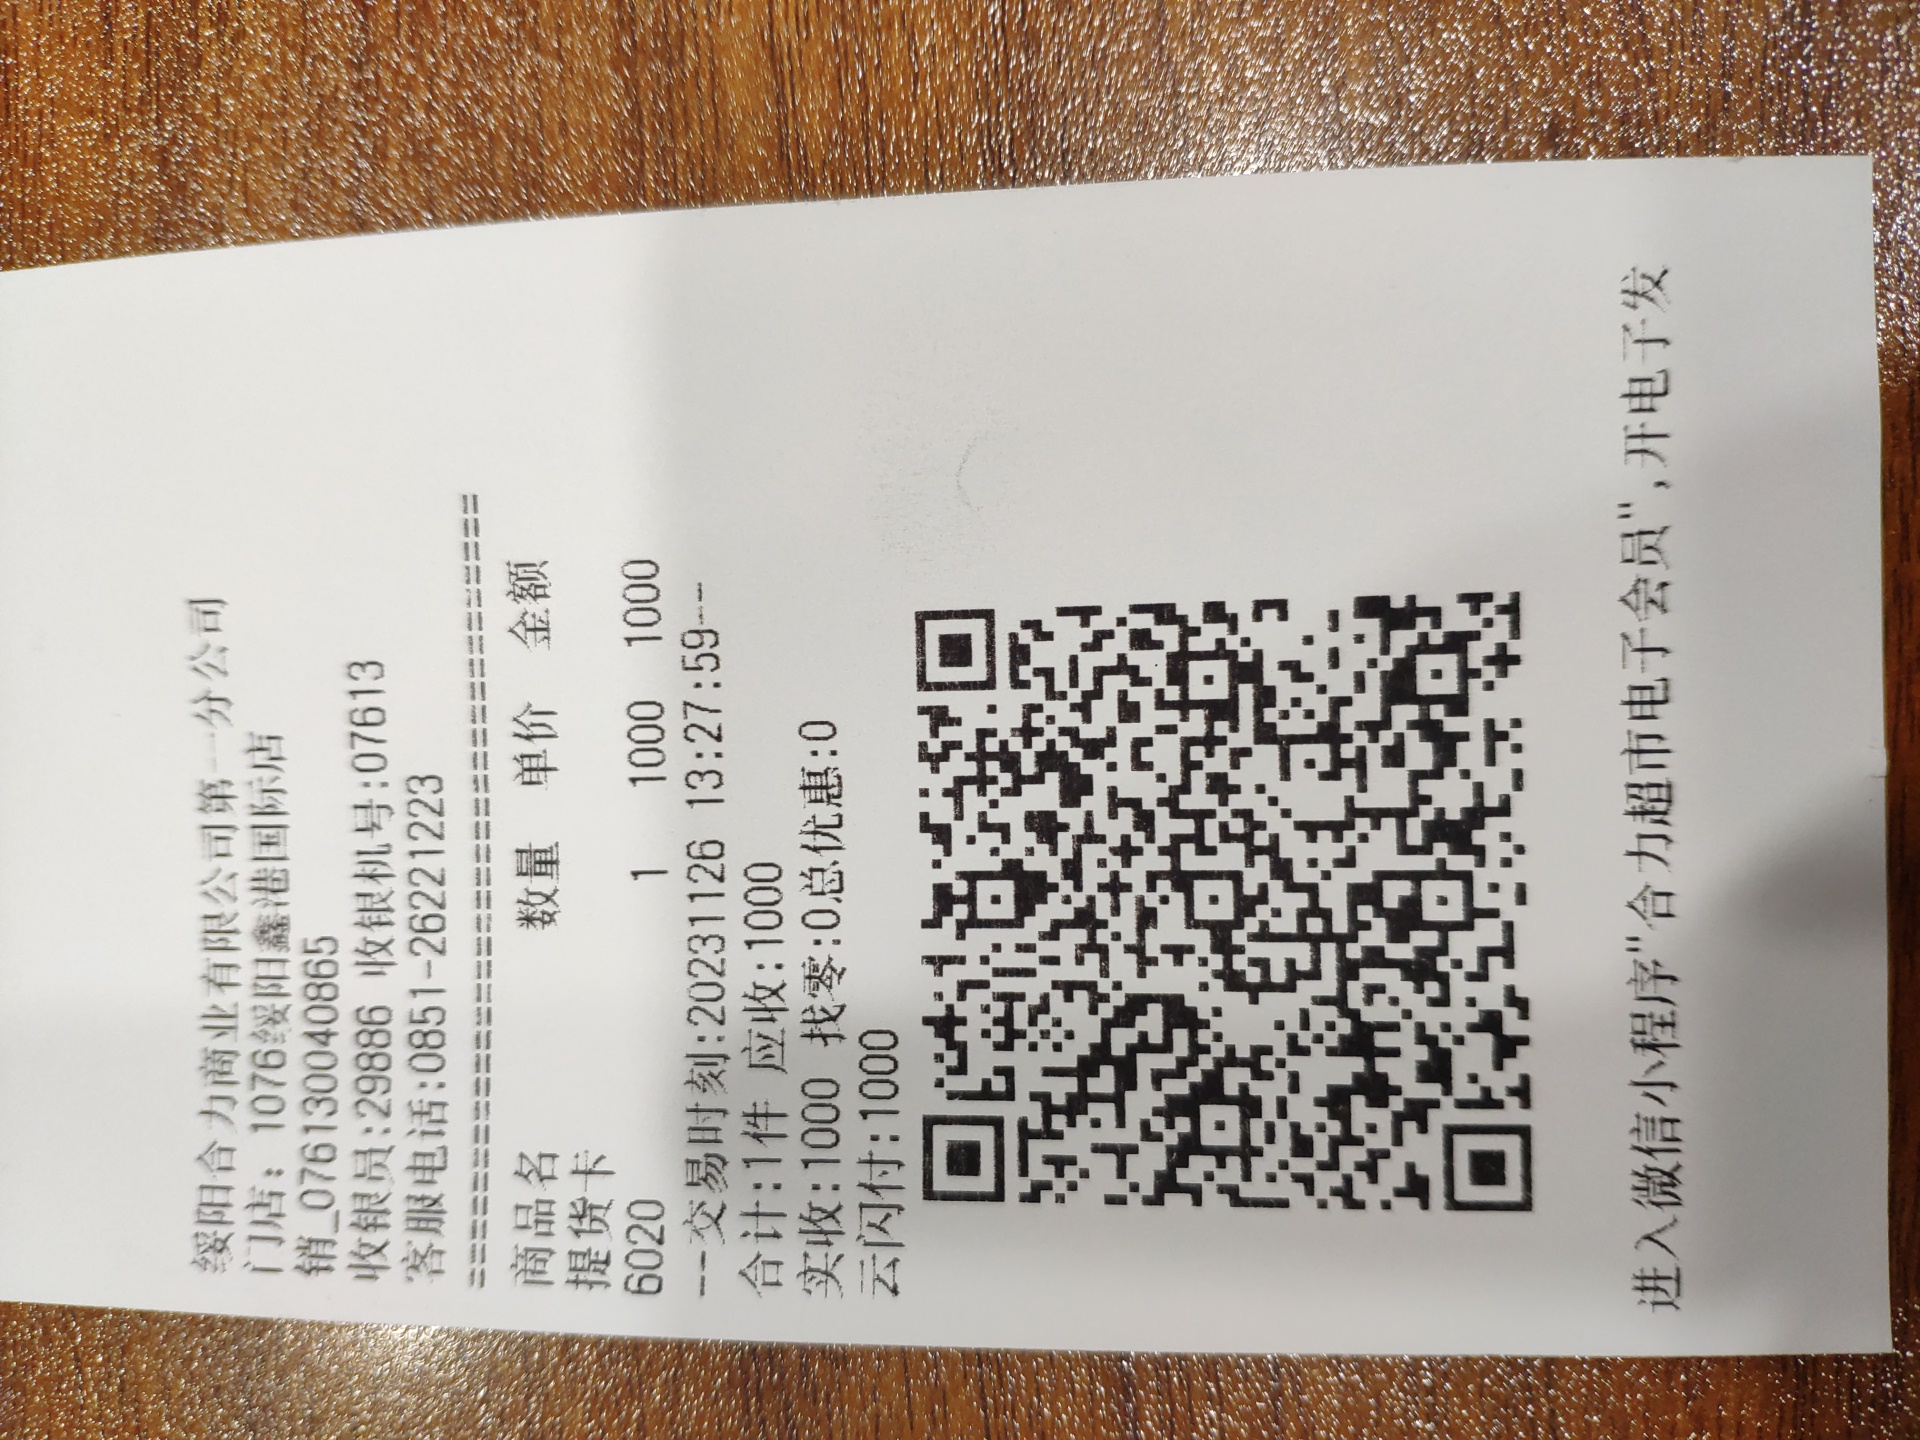 绥阳合力商业有限公司第一分公司
门店：1076绥阳鑫港国际店
销_0761300408​65
收银员:29886 收银机号:07613
客服电话:0851-26221223
================================================
商品名 数量 单价 金额
提货卡
6020 1 1000 1000
--交易时刻:20231126 13:27:59--
合计:1件 应收:1000
实收:1000 找零:0总优惠:0
云闪付:1000
进入微信小程序"合力超市电子会员",开电子发